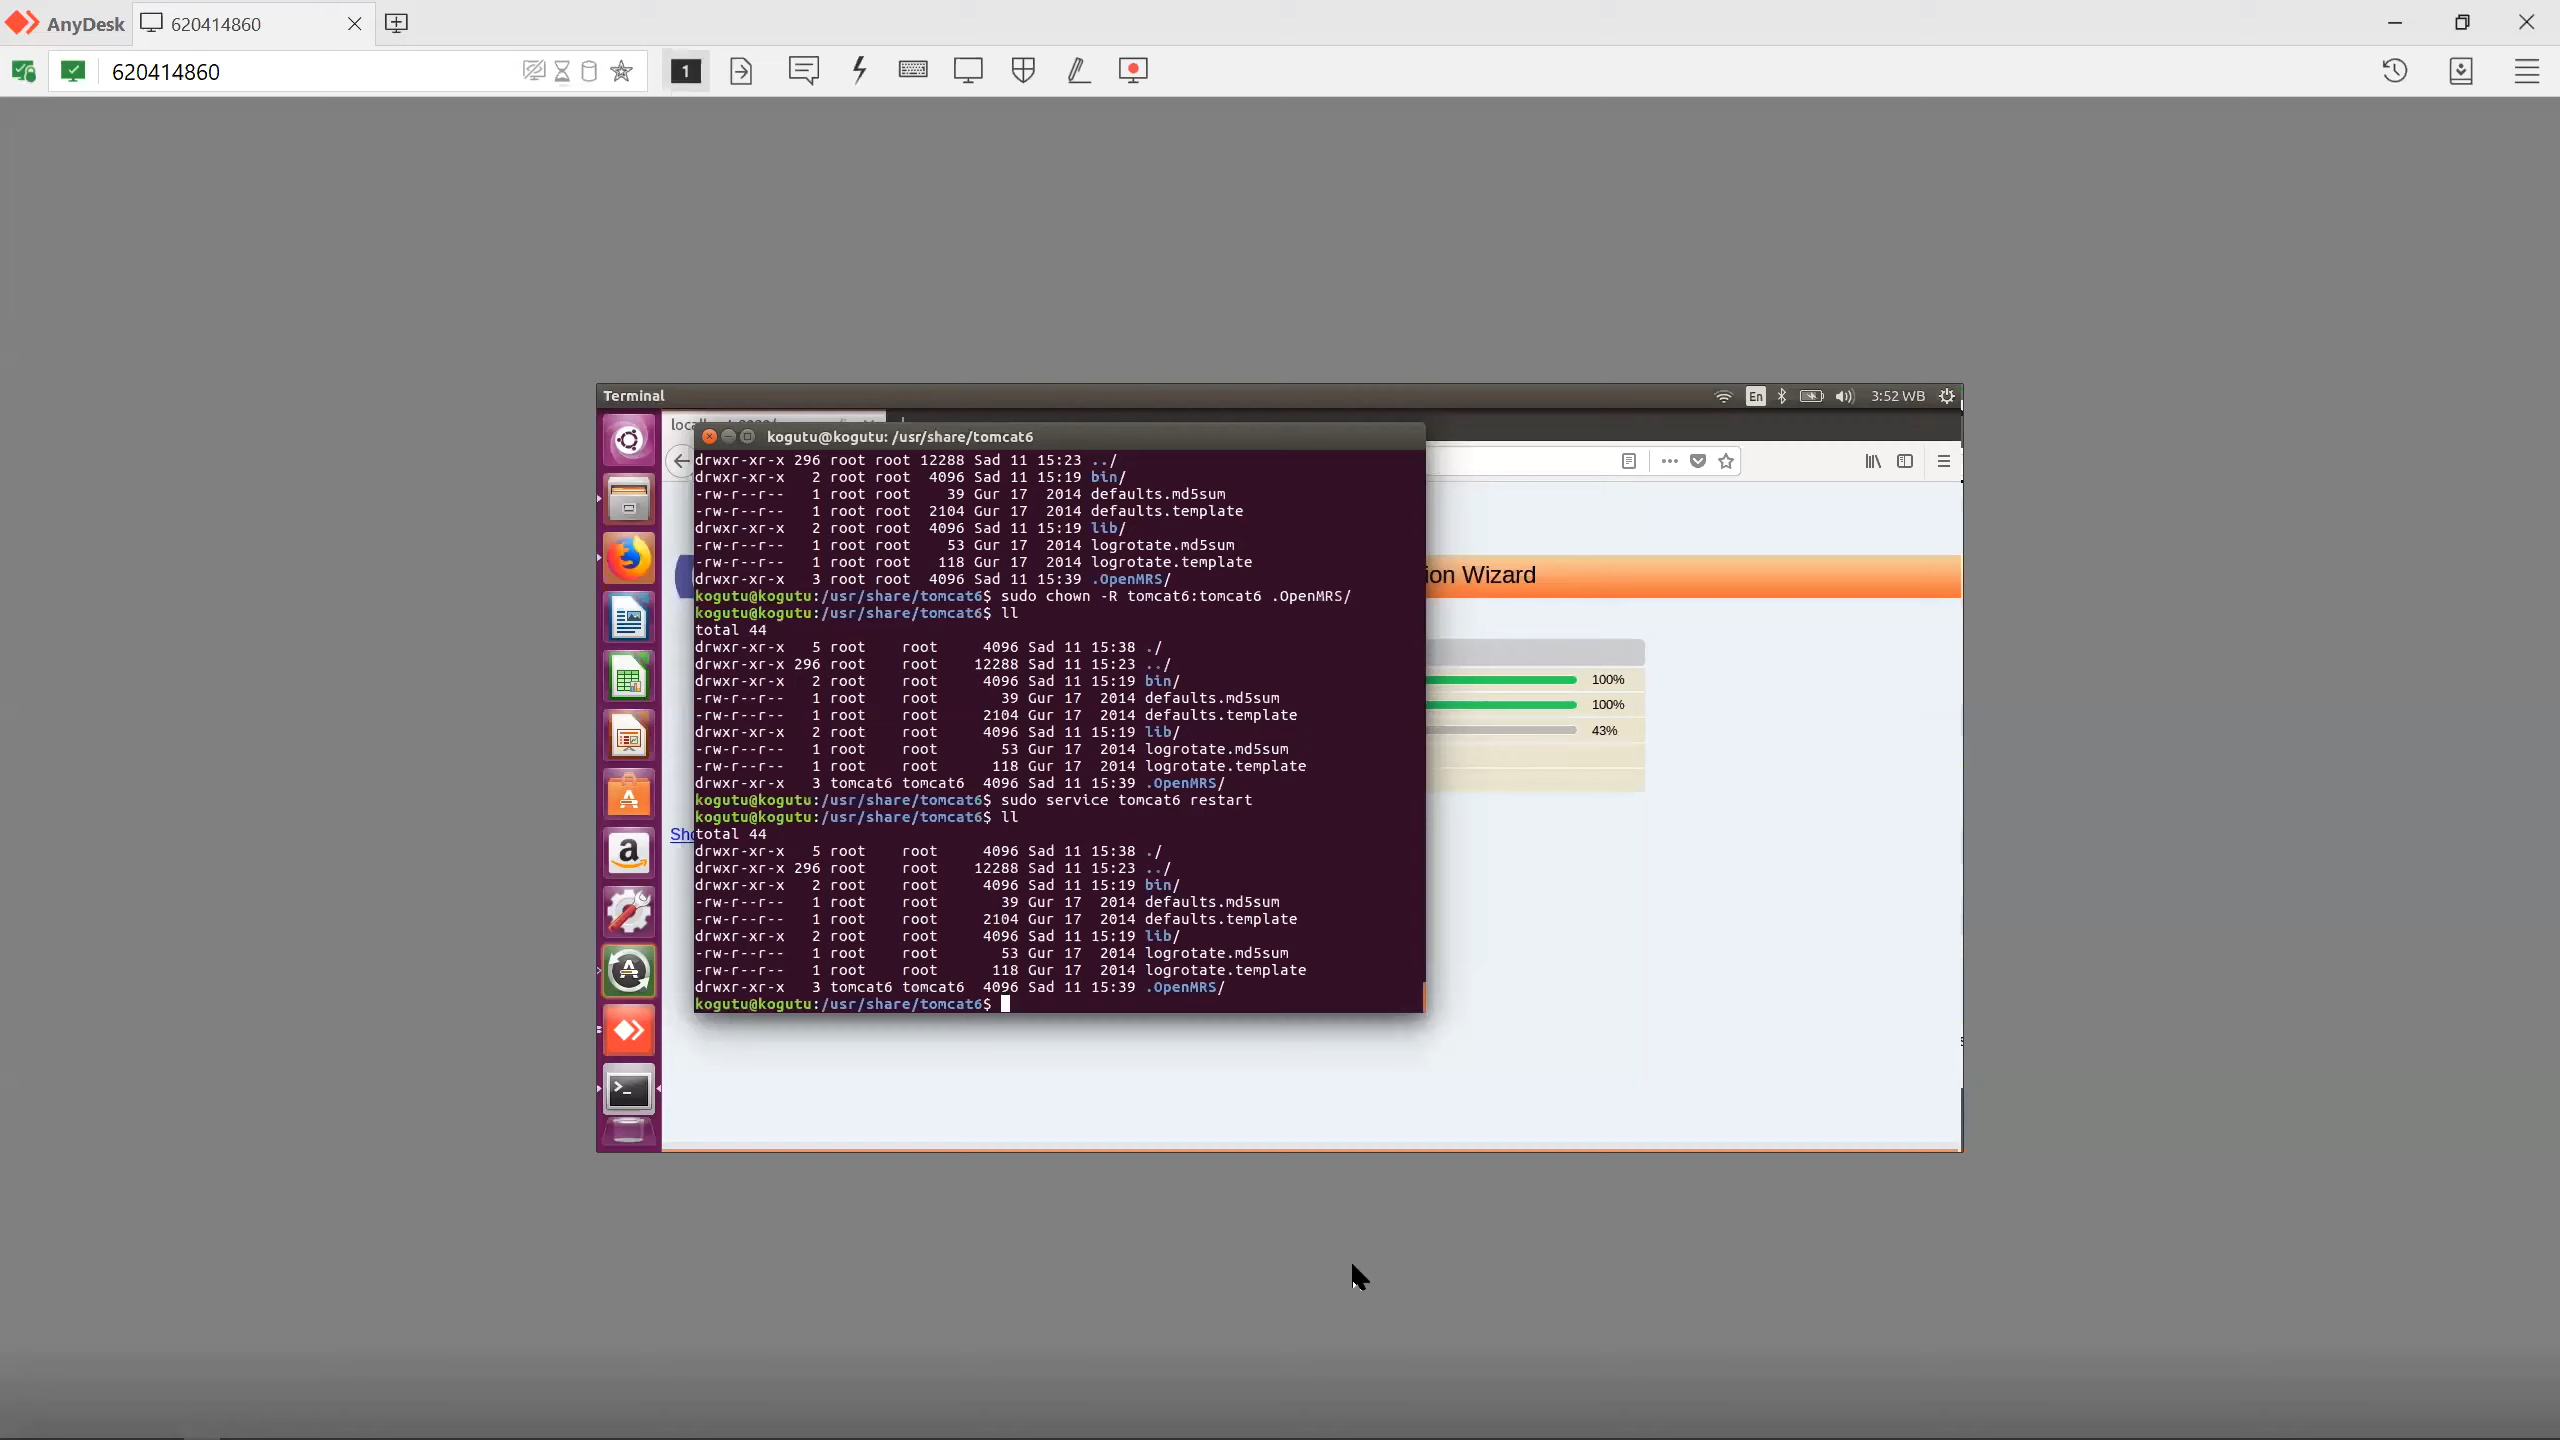 AnyDesk
620414860
620414860
1
Terminal
En
3:52 WB
kogutu@kogutu: /usr/share/tomcat6
drwxr-xr-x 296 root root 12288 Sad 11 15:23 ../
drwxr-xr-x   2 root root  4096 Sad 11 15:19 bin/
-rw-r--r--   1 root root    39 Gur 17  2014 defaults.md5sum
-rw-r--r--   1 root root  2104 Gur 17  2014 defaults.template
drwxr-xr-x   2 root root  4096 Sad 11 15:19 lib/
-rw-r--r--   1 root root    53 Gur 17  2014 logrotate.md5sum
-rw-r--r--   1 root root   118 Gur 17  2014 logrotate.template
drwxr-xr-x   3 root root  4096 Sad 11 15:39 .OpenMRS/
kogutu@kogutu:/usr/share/tomcat6$ sudo chown -R tomcat6:tomcat6 .OpenMRS/
kogutu@kogutu:/usr/share/tomcat6$ ll
total 44
drwxr-xr-x   5 root    root     4096 Sad 11 15:38 ./
drwxr-xr-x 296 root    root    12288 Sad 11 15:23 ../
drwxr-xr-x   2 root    root     4096 Sad 11 15:19 bin/
-rw-r--r--   1 root    root       39 Gur 17  2014 defaults.md5sum
-rw-r--r--   1 root    root     2104 Gur 17  2014 defaults.template
drwxr-xr-x   2 root    root     4096 Sad 11 15:19 lib/
-rw-r--r--   1 root    root       53 Gur 17  2014 logrotate.md5sum
-rw-r--r--   1 root    root      118 Gur 17  2014 logrotate.template
drwxr-xr-x   3 tomcat6 tomcat6  4096 Sad 11 15:39 .OpenMRS/
kogutu@kogutu:/usr/share/tomcat6$ sudo service tomcat6 restart
kogutu@kogutu:/usr/share/tomcat6$ ll
total 44
drwxr-xr-x   5 root    root     4096 Sad 11 15:38 ./
drwxr-xr-x 296 root    root    12288 Sad 11 15:23 ../
drwxr-xr-x   2 root    root     4096 Sad 11 15:19 bin/
-rw-r--r--   1 root    root       39 Gur 17  2014 defaults.md5sum
-rw-r--r--   1 root    root     2104 Gur 17  2014 defaults.template
drwxr-xr-x   2 root    root     4096 Sad 11 15:19 lib/
-rw-r--r--   1 root    root       53 Gur 17  2014 logrotate.md5sum
-rw-r--r--   1 root    root      118 Gur 17  2014 logrotate.template
drwxr-xr-x   3 tomcat6 tomcat6  4096 Sad 11 15:39 .OpenMRS/
kogutu@kogutu:/usr/share/tomcat6$
ion Wizard
100%
100%
43%
Sho